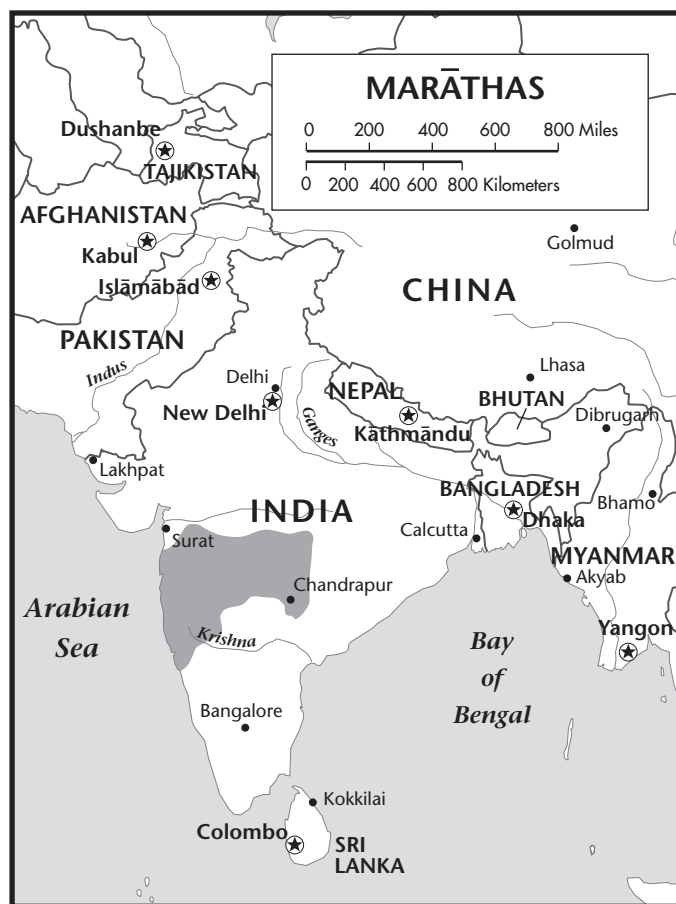 MARĀTHAS
0 200 400 600 800 Miles
0 200 400 600 800 Kilometers
Dushanbe
TAJIKISTAN
AFGHANISTAN
Kabul
Golmud
Islāmābād
CHINA
PAKISTAN
Indus
Lhasa
Delhi
NEPAL
BHUTAN
New Delhi
Ganges
Kāthmāndu
Dibrugarh
Lakhpat
BANGLADESH
Bhamo
INDIA
Dhaka
Calcutta
Surat
MYANMAR
Akyab
Chandrapur
Arabian
Sea
Krishna
Yangon
Bay
of
Bengal
Bangalore
Kokkilai
Colombo
SRI
LANKA